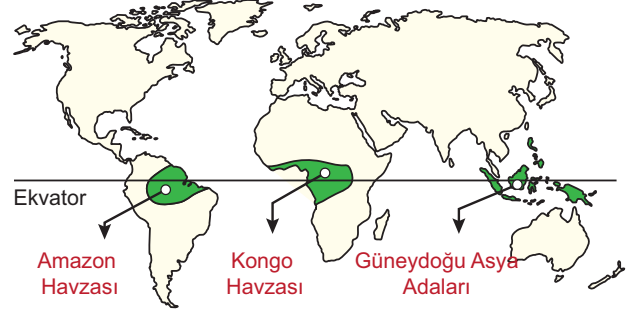 Ekvator
Amazon
Havzası
Kongo
Havzası
Güneydoğu Asya
Adaları